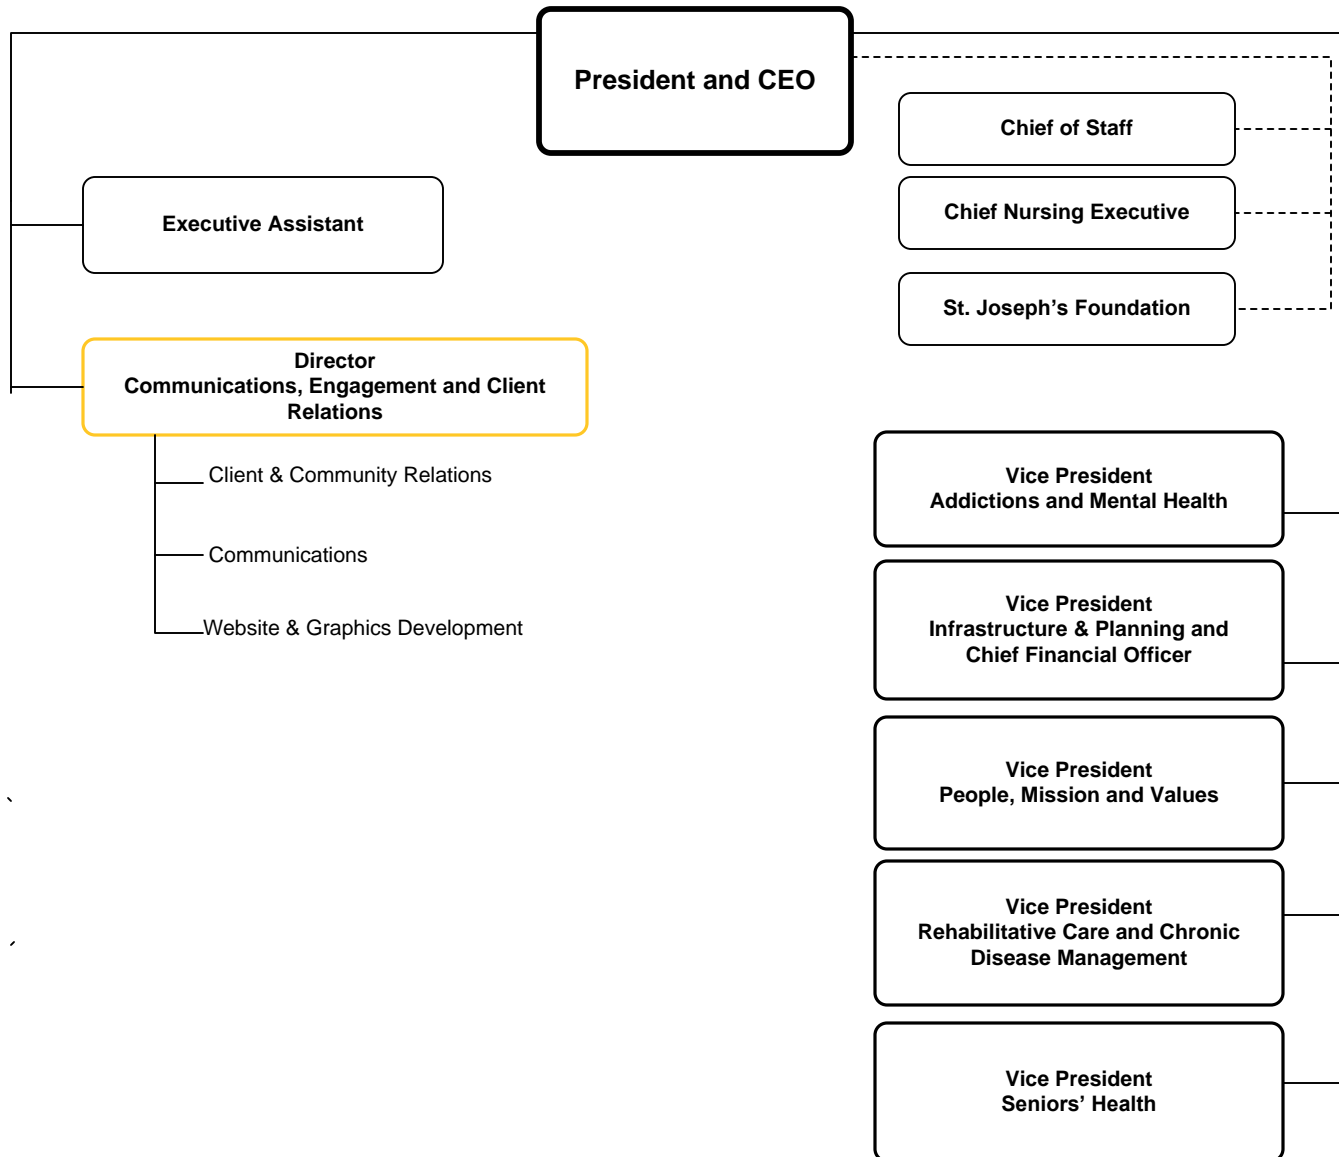 President and CEO
Chief of Staff
Chief Nursing Executive
St. Joseph’s Foundation
Executive Assistant
Director
Communications, Engagement and Client
Relations
Client & Community Relations
Communications
Website & Graphics Development
Vice President
Addictions and Mental Health
Vice President
Infrastructure & Planning and
Chief Financial Officer
Vice President
People, Mission and Values
Vice President
Rehabilitative Care and Chronic
Disease Management
Vice President
Seniors’ Health